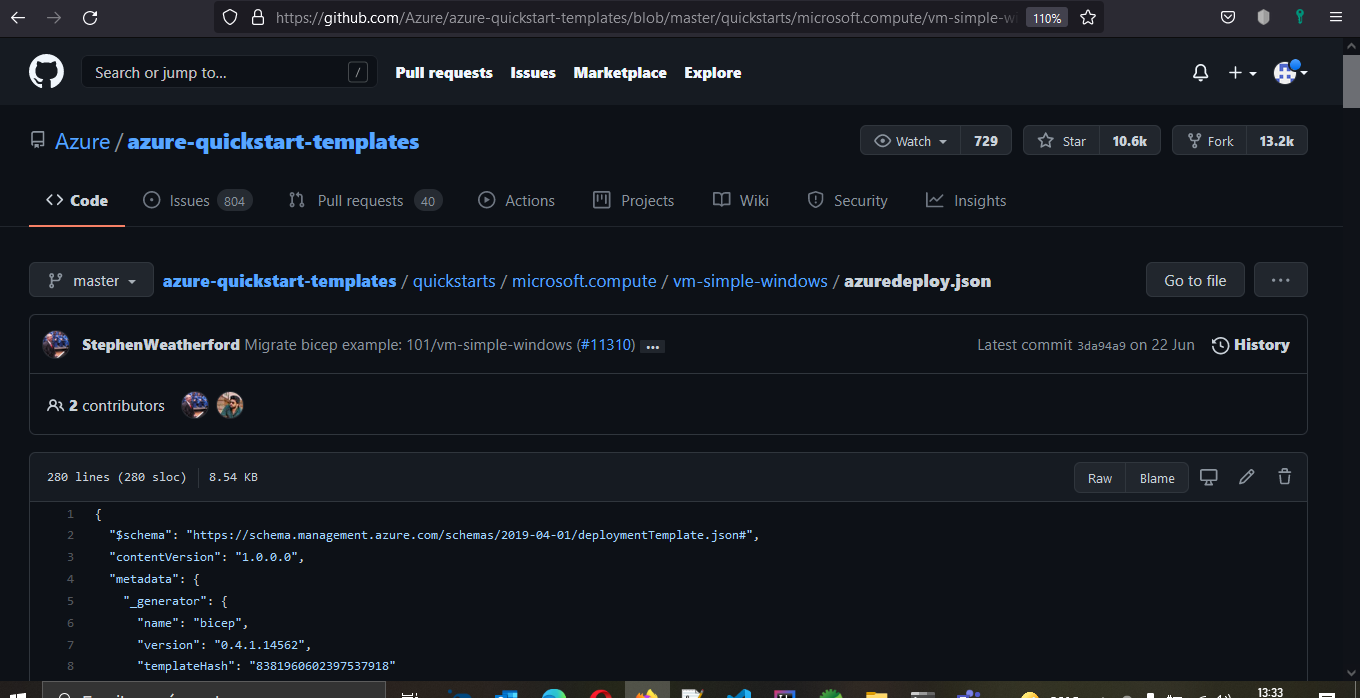 https://github.com/Azure/azure-quickstart-templates/blob/master/quickstarts/microsoft.compute/vm-simple-wi 110%
Search or jump to... / Pull requests Issues Marketplace Explore
Azure / azure-quickstart-templates Watch 729 Star 10.6k Fork 13.2k
Code Issues 804 Pull requests 40 Actions Projects Wiki Security Insights
master azure-quickstart-templates / quickstarts / microsoft.compute / vm-simple-windows / azuredeploy.json Go to file ...
StephenWeatherford Migrate bicep example: 101/vm-simple-windows (#11310) ... Latest commit 3da94a9 on 22 Jun History
2 contributors
280 lines (280 sloc) 8.54 KB Raw Blame
1 {
2 "$schema": "https://schema.management.azure.com/schemas/2019-04-01/deploymentTemplate.json#",
3 "contentVersion": "1.0.0.0",
4 "metadata": {
5 "_generator": {
6 "name": "bicep",
7 "version": "0.4.1.14562",
8 "templateHash": "8381960602397537918"
13:33